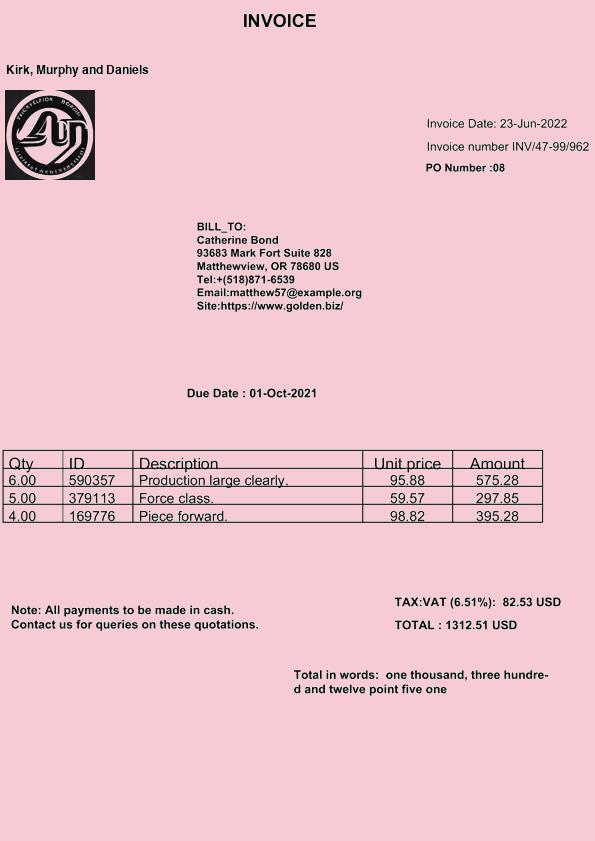 INVOICE
Kirk, Murphy and Daniels
Invoice Date: 23-Jun-2022
Invoice number INV/47-99/962
PO Number :08
BILL_TO:
Catherine Bond
93683 Mark Fort Suite 828
Matthewview, OR 78680 US
Tel:+(518)871-6539
Email:matthew57@example.org
Site:https://www.golden.biz/
Due Date : 01-Oct-2021
Qty ID Description Unit price Amount
6.00 590357 Production large clearly. 95.88 575.28
5.00 379113 Force class. 59.57 297.85
4.00 169776 Piece forward. 98.82 395.28
TAX:VAT (6.51%): 82.53 USD
Note: All payments to be made in cash.
Contact us for queries on these quotations.
TOTAL : 1312.51 USD
Total in words: one thousand, three hundre-
d and twelve point five one